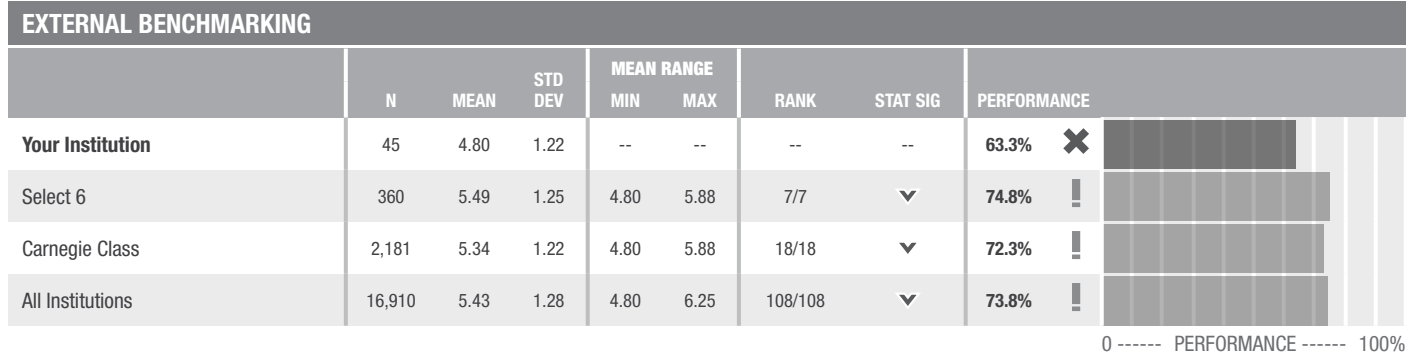 EXTERNAL BENCHMARKING
N MEAN STD DEV MEAN RANGE MIN MAX RANK STAT SIG PERFORMANCE
Your Institution 45 4.80 1.22 -- -- -- -- 63.3%
Select 6 360 5.49 1.25 4.80 5.88 7/7 74.8%
Carnegie Class 2,181 5.34 1.22 4.80 5.88 18/18 72.3%
All Institutions 16,910 5.43 1.28 4.80 6.25 108/108 73.8%
0 ------ PERFORMANCE ------ 100%